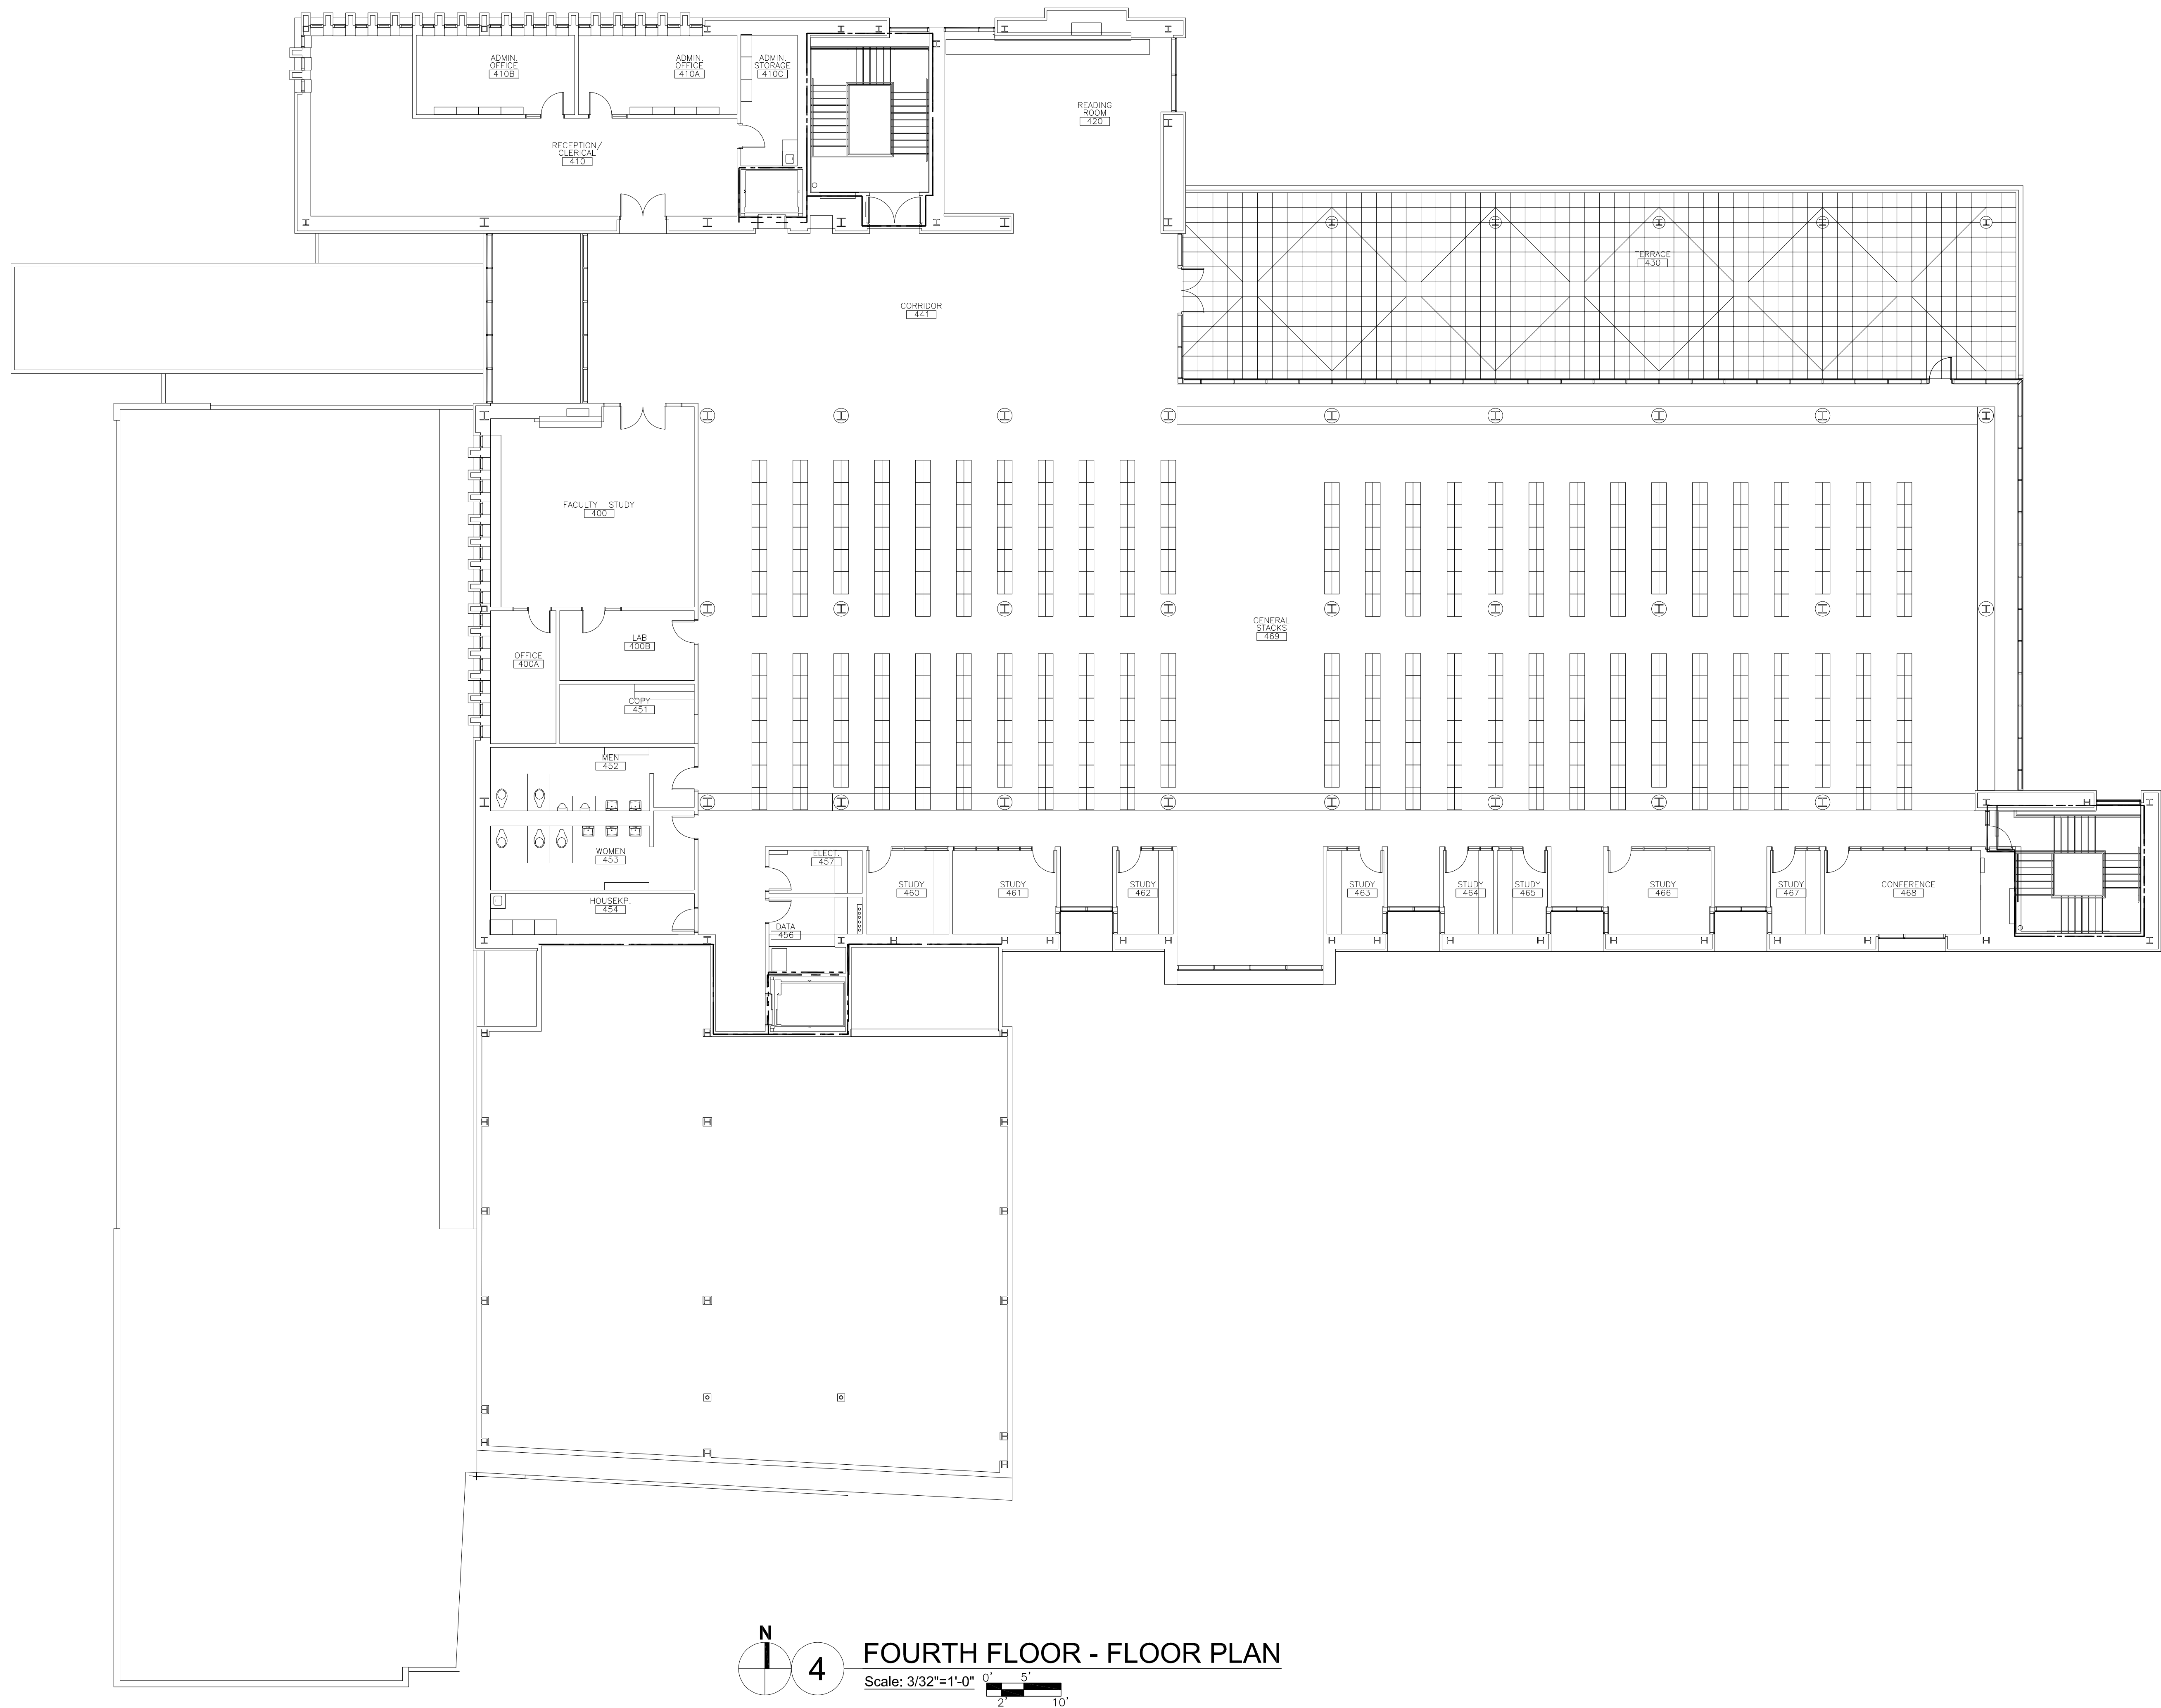 ADMIN.
OFFICE
410B
ADMIN.
OFFICE
410A
ADMIN.
STORAGE
410C
READING
ROOM
420
RECEPTION/
CLERICAL
410
TERRACE
430
CORRIDOR
441
FACULTY STUDY
400
GENERAL
STACKS
469
LAB
400B
OFFICE
400A
COPY
451
MEN
452
WOMEN
453
ELECT.
457
HOUSEKP.
454
DATA
456
STUDY
460
STUDY
461
STUDY
462
STUDY
463
STUDY
464
STUDY
465
STUDY
466
STUDY
467
CONFERENCE
468
N
4
FOURTH FLOOR - FLOOR PLAN
Scale: 3/32"=1'-0"
0' 5'
2' 10'